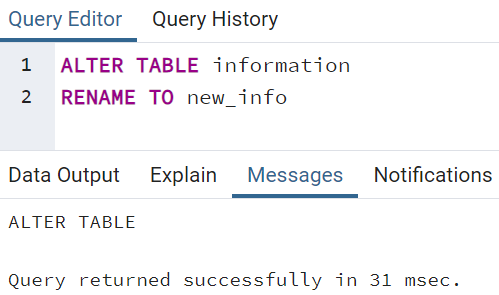 Query Editor Query History
1 ALTER TABLE information
2 RENAME TO new_info
Data Output Explain Messages Notifications
ALTER TABLE
Query returned successfully in 31 msec.